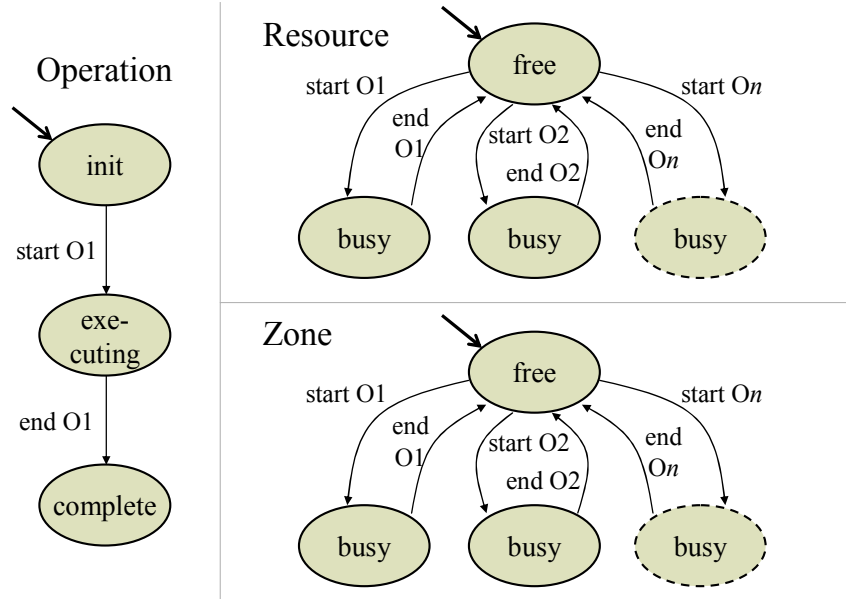 Operation
init
start O1
exe-
cuting
end O1
complete
Resource
free
start O1
end
O1
start O2
end O2
end
On
start On
busy
busy
busy
Zone
free
start O1
end
O1
start O2
end O2
end
On
start On
busy
busy
busy